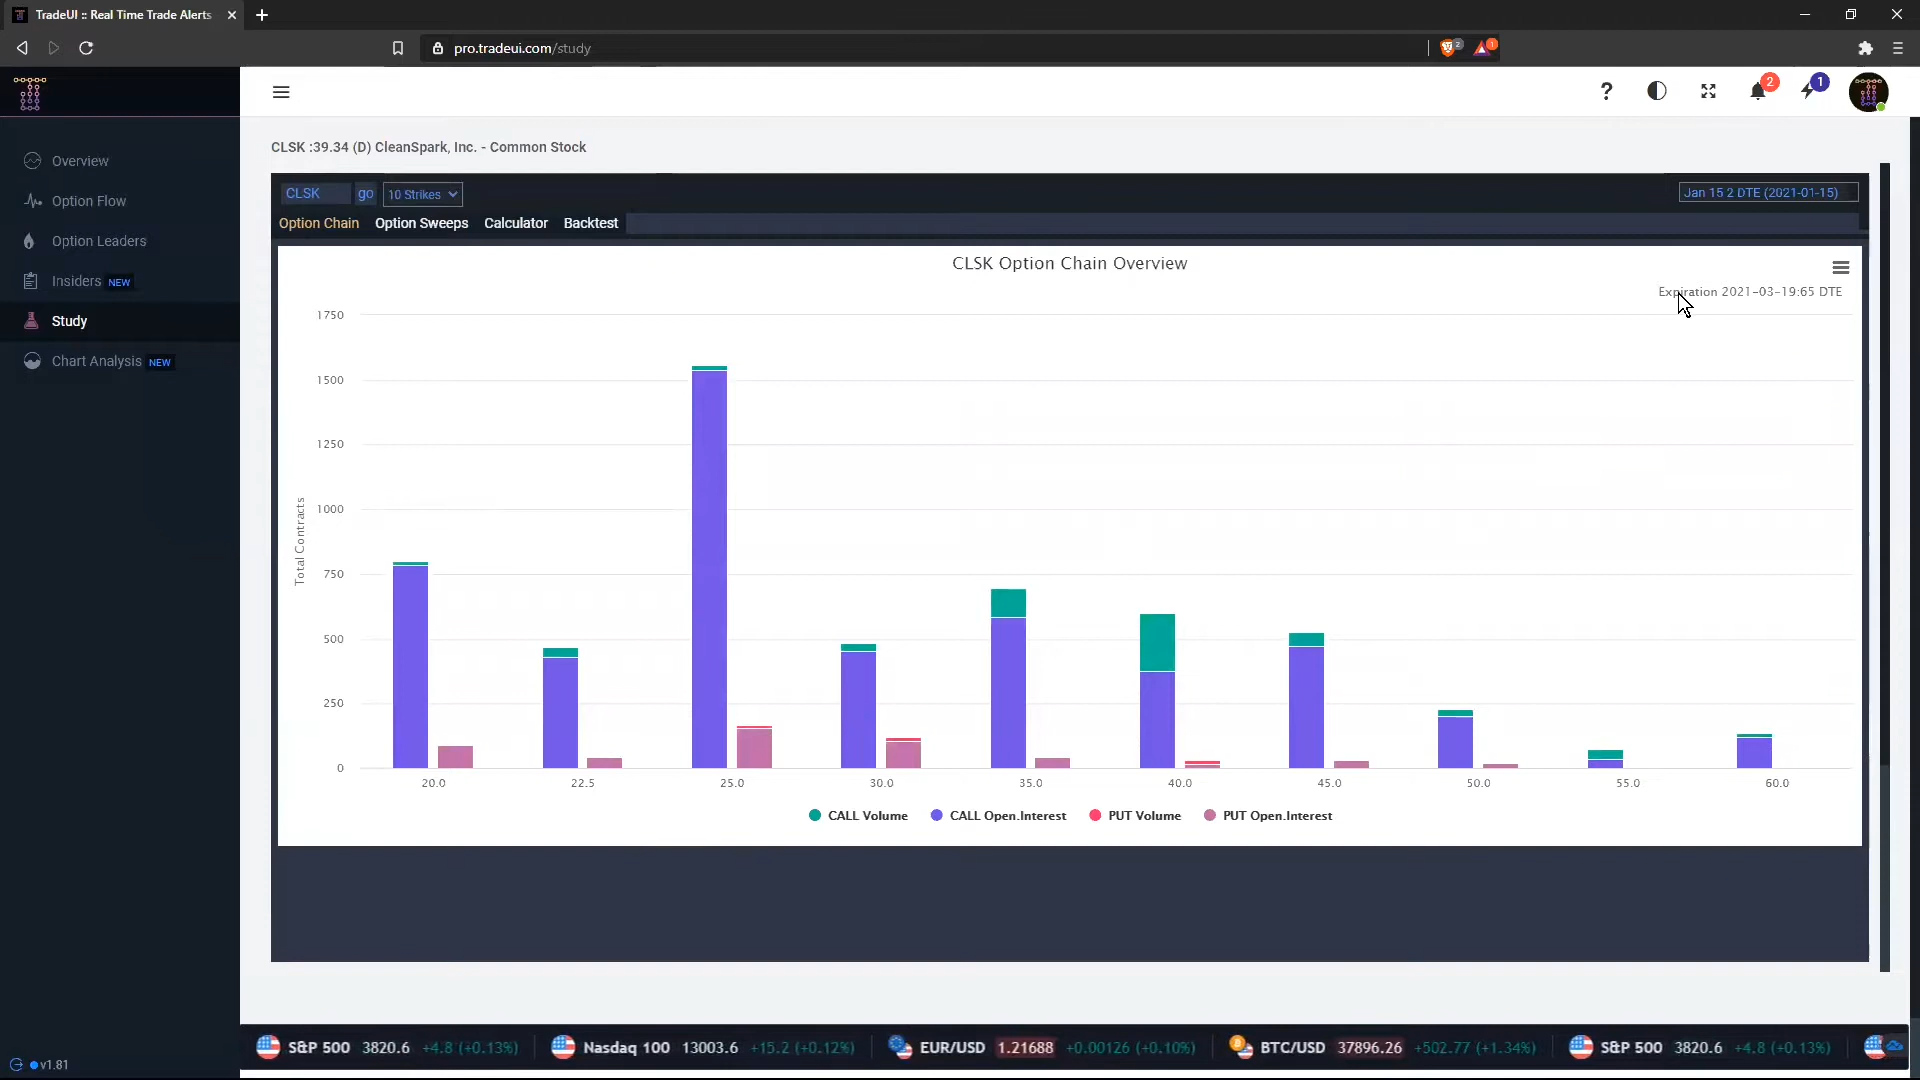 TradeUI :: Real Time Trade Alerts
pro.tradeui.com/study
2
1
2
1
Overview
Option Flow
Option Leaders
Insiders NEW
Study
Chart Analysis NEW
v1.81
CLSK :39.34 (D) CleanSpark, Inc. - Common Stock
CLSK go 10 Strikes
Jan 15 2 DTE (2021-01-15)
Option Chain Option Sweeps Calculator Backtest
CLSK Option Chain Overview
Expiration 2021-03-19:65 DTE
Total Contracts
1750
1500
1250
1000
750
500
250
0
20.0 22.5 25.0 30.0 35.0 40.0 45.0 50.0 55.0 60.0
CALL Volume CALL Open.Interest PUT Volume PUT Open.Interest
S&P 500 3820.6 +4.8 (+0.13%) Nasdaq 100 13003.6 +15.2 (+0.12%) EUR/USD 1.21688 +0.00126 (+0.10%) BTC/USD 37896.26 +502.77 (+1.34%) S&P 500 3820.6 +4.8 (+0.13%)